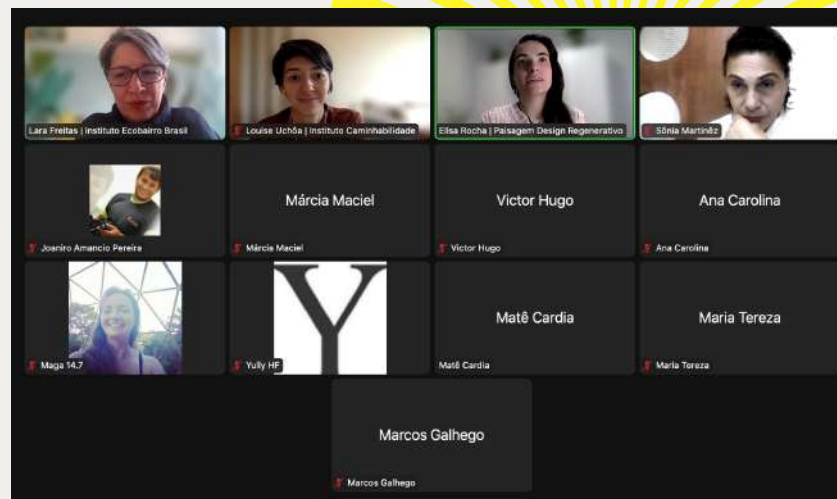 Lara Freitas | Instituto Ecobairro Brasil
Louise Uchôa | Instituto Caminhabilidade
Elisa Rocha | Paisagem Design Regenerativo
Sônia Martinêz
Joaniro Amancio Pereira
Márcia Maciel
Márcia Maciel
Victor Hugo
Victor Hugo
Ana Carolina
Ana Carolina
Maga 14.7
Y
Yully HF
Matê Cardia
Matê Cardia
Maria Tereza
Maria Tereza
Marcos Galhego
Marcos Galhego